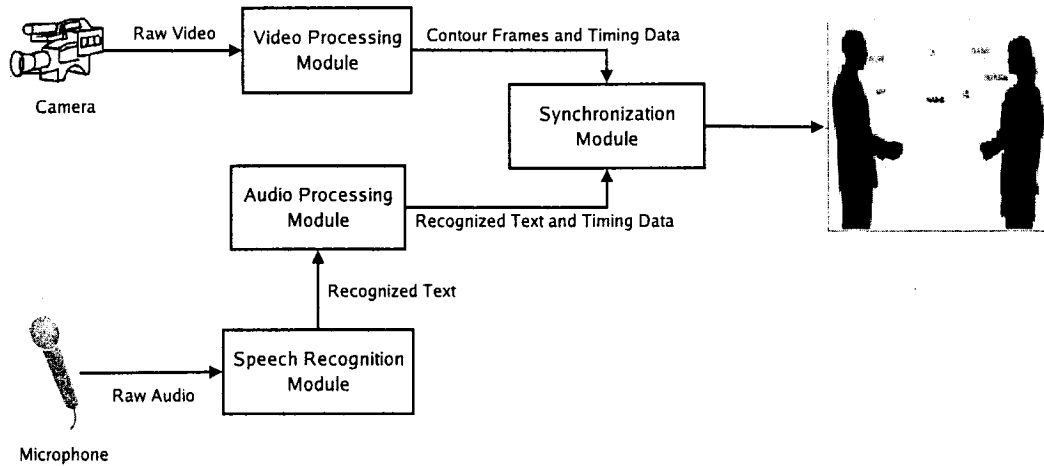 Raw Video
Video Processing
Module
Contour Frames and Timing Data
Camera
Synchronization
Module
Audio Processing
Module
Recognized Text and Timing Data
Recognized Text
Speech Recognition
Module
Raw Audio
Microphone